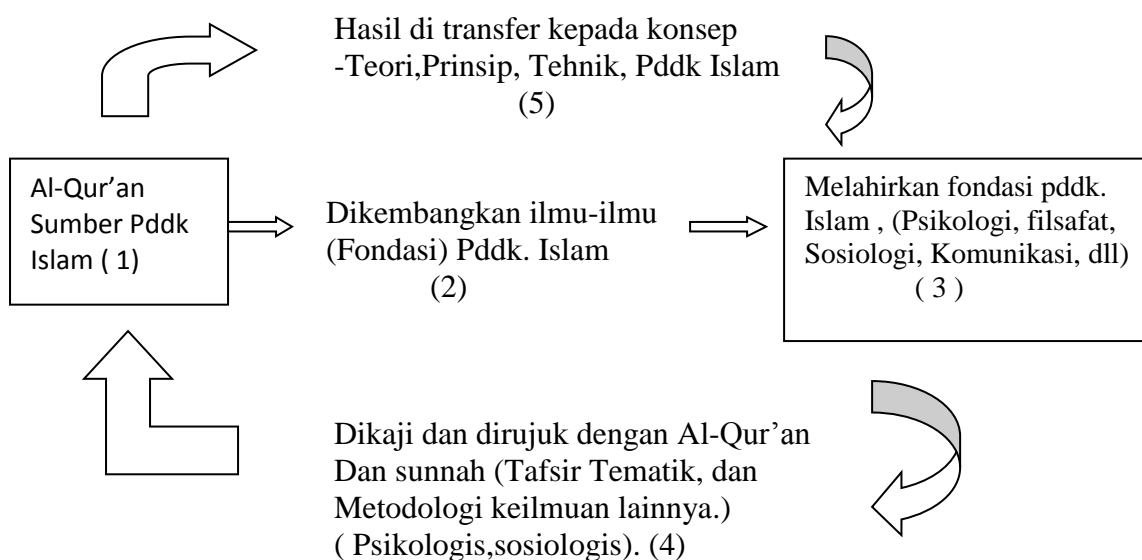 Hasil di transfer kepada konsep
-Teori,Prinsip, Tehnik, Pddk Islam
(5)
Al-Qur’an
Sumber Pddk
Islam ( 1)
Dikembangkan ilmu-ilmu
(Fondasi) Pddk. Islam
(2)
Melahirkan fondasi pddk.
Islam , (Psikologi, filsafat,
Sosiologi, Komunikasi, dll)
( 3 )
Dikaji dan dirujuk dengan Al-Qur’an
Dan sunnah (Tafsir Tematik, dan
Metodologi keilmuan lainnya.)
( Psikologis,sosiologis). (4)